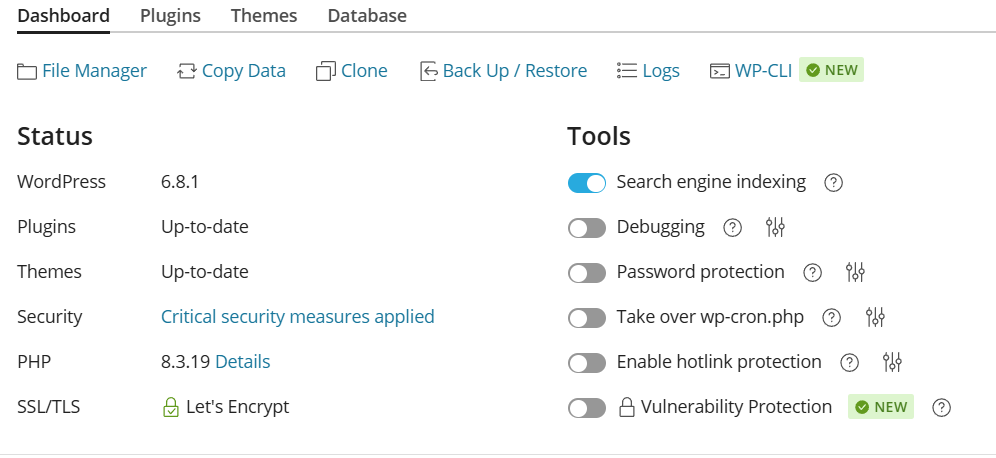 Dashboard Plugins Themes Database
File Manager Copy Data Clone Back Up / Restore Logs WP-CLI NEW
Status
WordPress 6.8.1
Plugins Up-to-date
Themes Up-to-date
Security Critical security measures applied
PHP 8.3.19 Details
SSL/TLS Let's Encrypt
Tools
Search engine indexing ?
Debugging ?
Password protection ?
Take over wp-cron.php ?
Enable hotlink protection ?
Vulnerability Protection NEW ?